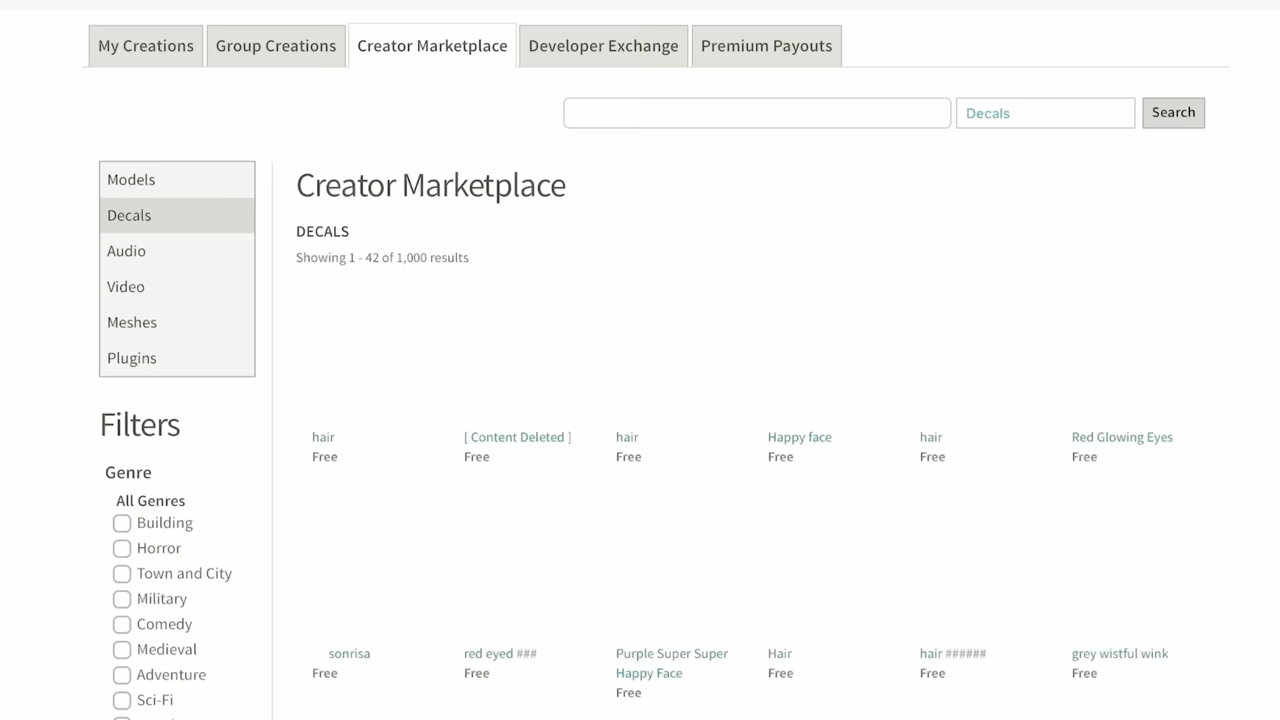 My Creations
Group Creations
Creator Marketplace
Developer Exchange
Premium Payouts
Decals
Search
Models
Decals
Audio
Video
Meshes
Plugins
Filters
Genre
All Genres
Building
Horror
Town and City
Military
Comedy
Medieval
Adventure
Sci-Fi
Creator Marketplace
DECALS
Showing 1 - 42 of 1,000 results
hair
Free
[ Content Deleted ]
Free
hair
Free
Happy face
Free
hair
Free
Red Glowing Eyes
Free
sonrisa
Free
red eyed ###
Free
Purple Super Super
Happy Face
Free
Hair
Free
hair ######
Free
grey wistful wink
Free